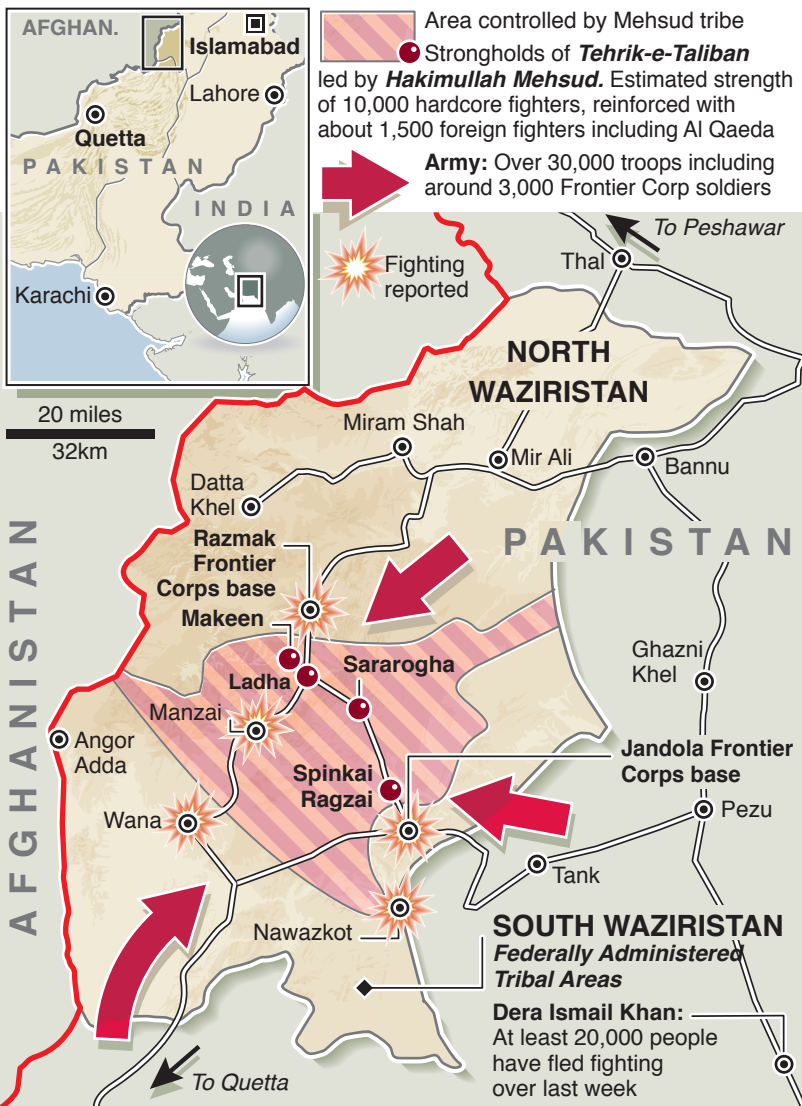 AFGHAN.
Islamabad
Lahore
Quetta
PAKISTAN
INDIA
Karachi
Area controlled by Mehsud tribe
Strongholds of Tehrik-e-Taliban
led by Hakimullah Mehsud. Estimated strength
of 10,000 hardcore fighters, reinforced with
about 1,500 foreign fighters including Al Qaeda
Army: Over 30,000 troops including
around 3,000 Frontier Corp soldiers
To Peshawar
Thal
Fighting
reported
20 miles
32km
NORTH
WAZIRISTAN
Miram Shah
Mir Ali
Bannu
Datta
Khel
PAKISTAN
Razmak
Frontier
Corps base
Makeen
Ladha
Sararogha
Ghazni
Khel
Manzai
AFGHANISTAN
Angor
Adda
Jandola Frontier
Corps base
Spinkai
Ragzai
Wana
Pezu
Tank
Nawazkot
SOUTH WAZIRISTAN
Federally Administered
Tribal Areas
Dera Ismail Khan:
At least 20,000 people
have fled fighting
over last week
To Quetta